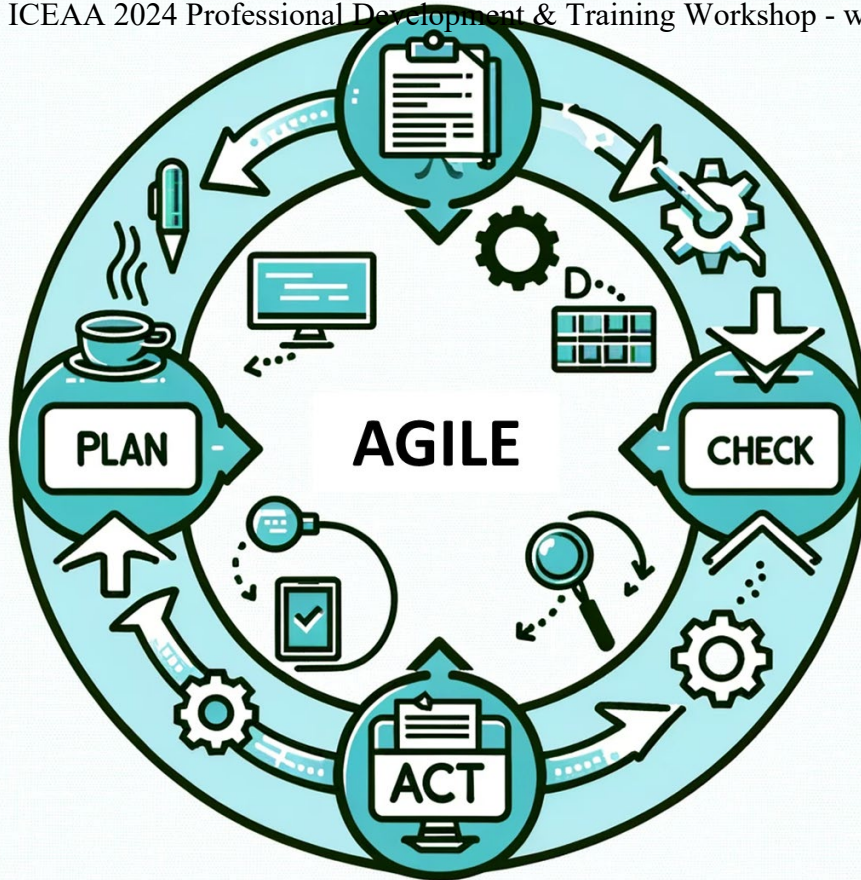 ICEAA 2024 Professional Development & Training Workshop - w
D
PLAN
AGILE
CHECK
ACT